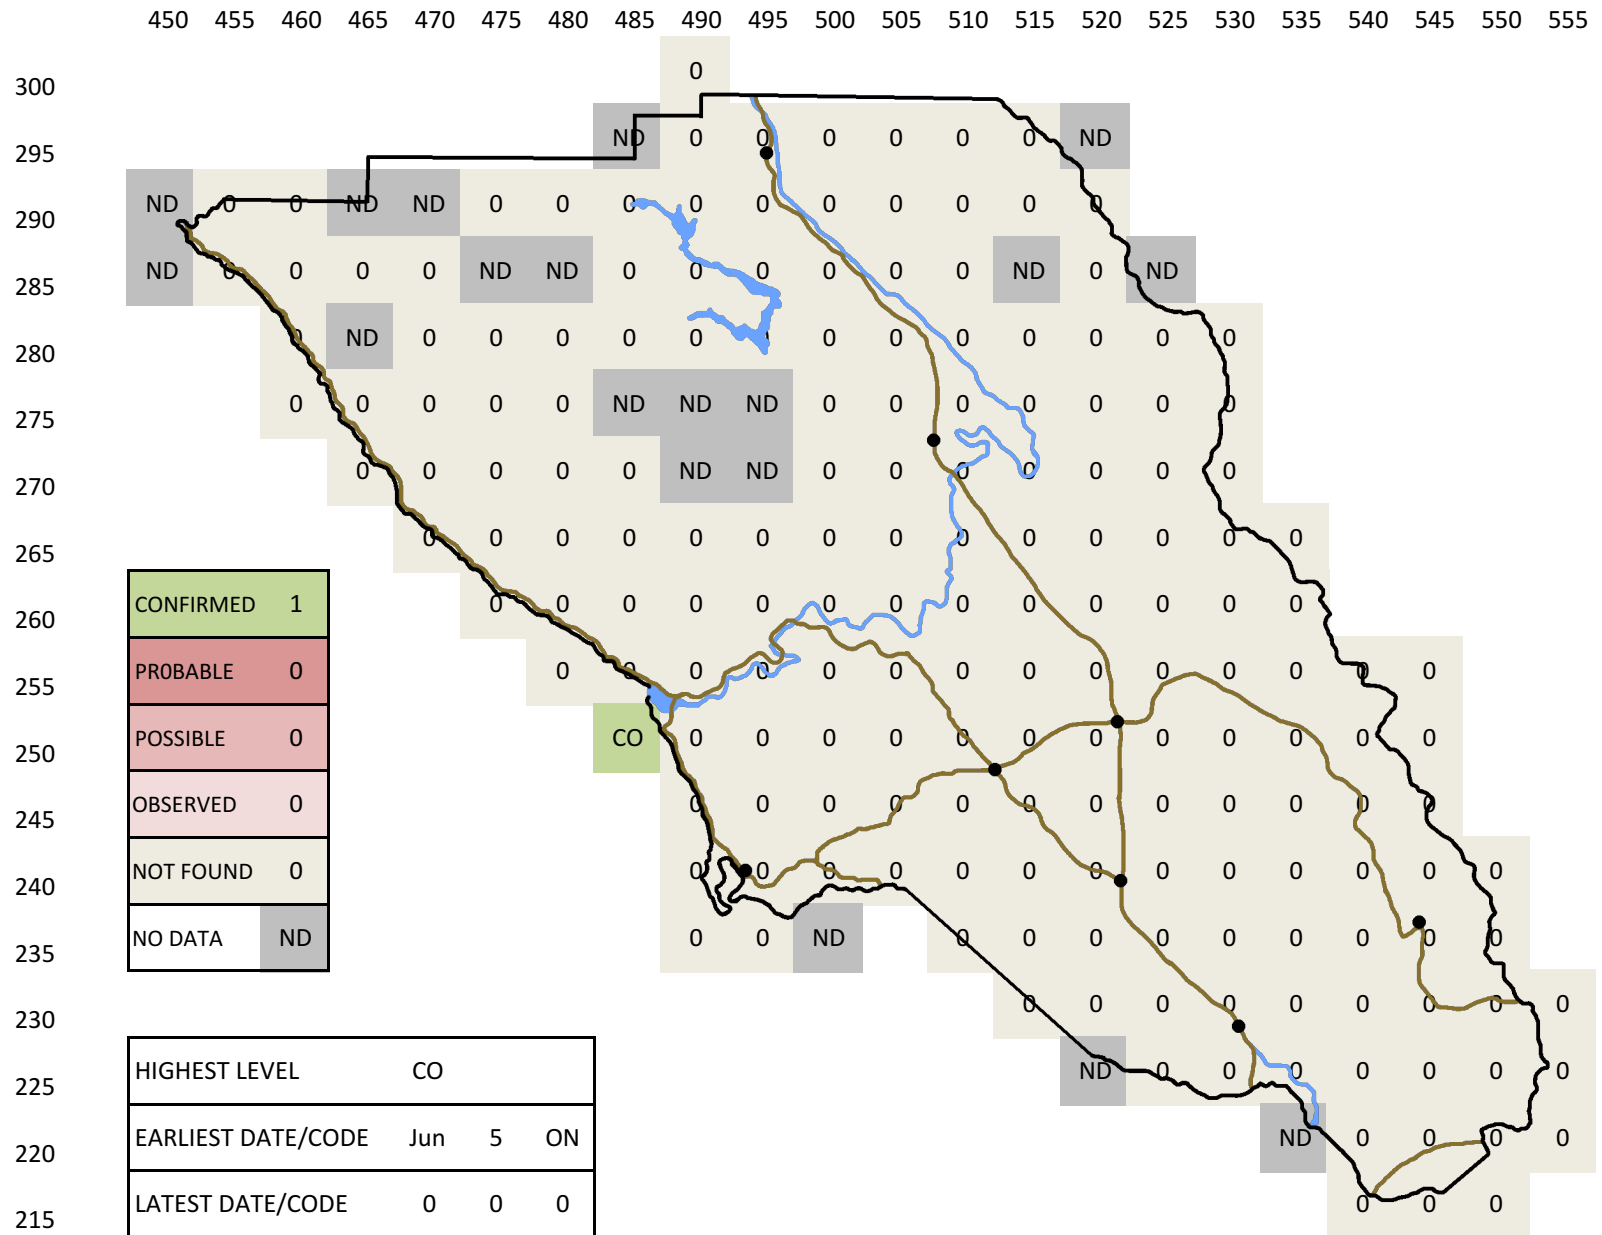 450 455 460 465 470 475 480 485 490 495 500 505 510 515 520 525 530 535 540 545 550 555
0
300
ND 0 0 0 0 0 0 ND
295
ND 0 0 ND ND 0 0 0 0 0 0 0 0 0 0
290
ND 0 0 0 0 ND ND 0 0 0 0 0 0 ND 0 ND
285
0 ND 0 0 0 0 0 0 0 0 0 0 0 0 0
280
0 0 0 0 0 ND ND ND 0 0 0 0 0 0 0
275
0 0 0 0 0 ND ND 0 0 0 0 0 0 0
270
0 0 0 0 0 0 0 0 0 0 0 0 0 0
265
CONFIRMED 1 0 0 0 0 0 0 0 0 0 0 0 0 0
260
PR0BABLE 0 0 0 0 0 0 0 0 0 0 0 0 0 0 0
255
POSSIBLE 0 CO 0 0 0 0 0 0 0 0 0 0 0 0
250
OBSERVED 0 0 0 0 0 0 0 0 0 0 0 0 0
245
NOT FOUND 0 0 0 0 0 0 0 0 0 0 0 0 0 0
240
NO DATA ND 0 0 ND 0 0 0 0 0 0 0 0 0
235
0 0 0 0 0 0 0 0 0
230
HIGHEST LEVEL CO ND 0 0 0 0 0 0 0
225
EARLIEST DATE/CODE Jun 5 ON ND 0 0 0 0
220
LATEST DATE/CODE 0 0 0 0 0 0
215